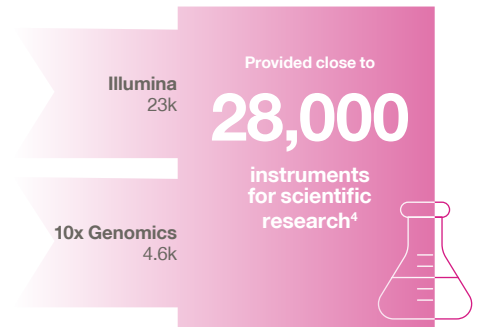 Illumina
23k
10x Genomics
4.6k
Provided close to
28,000
instruments
for scientific
research⁴